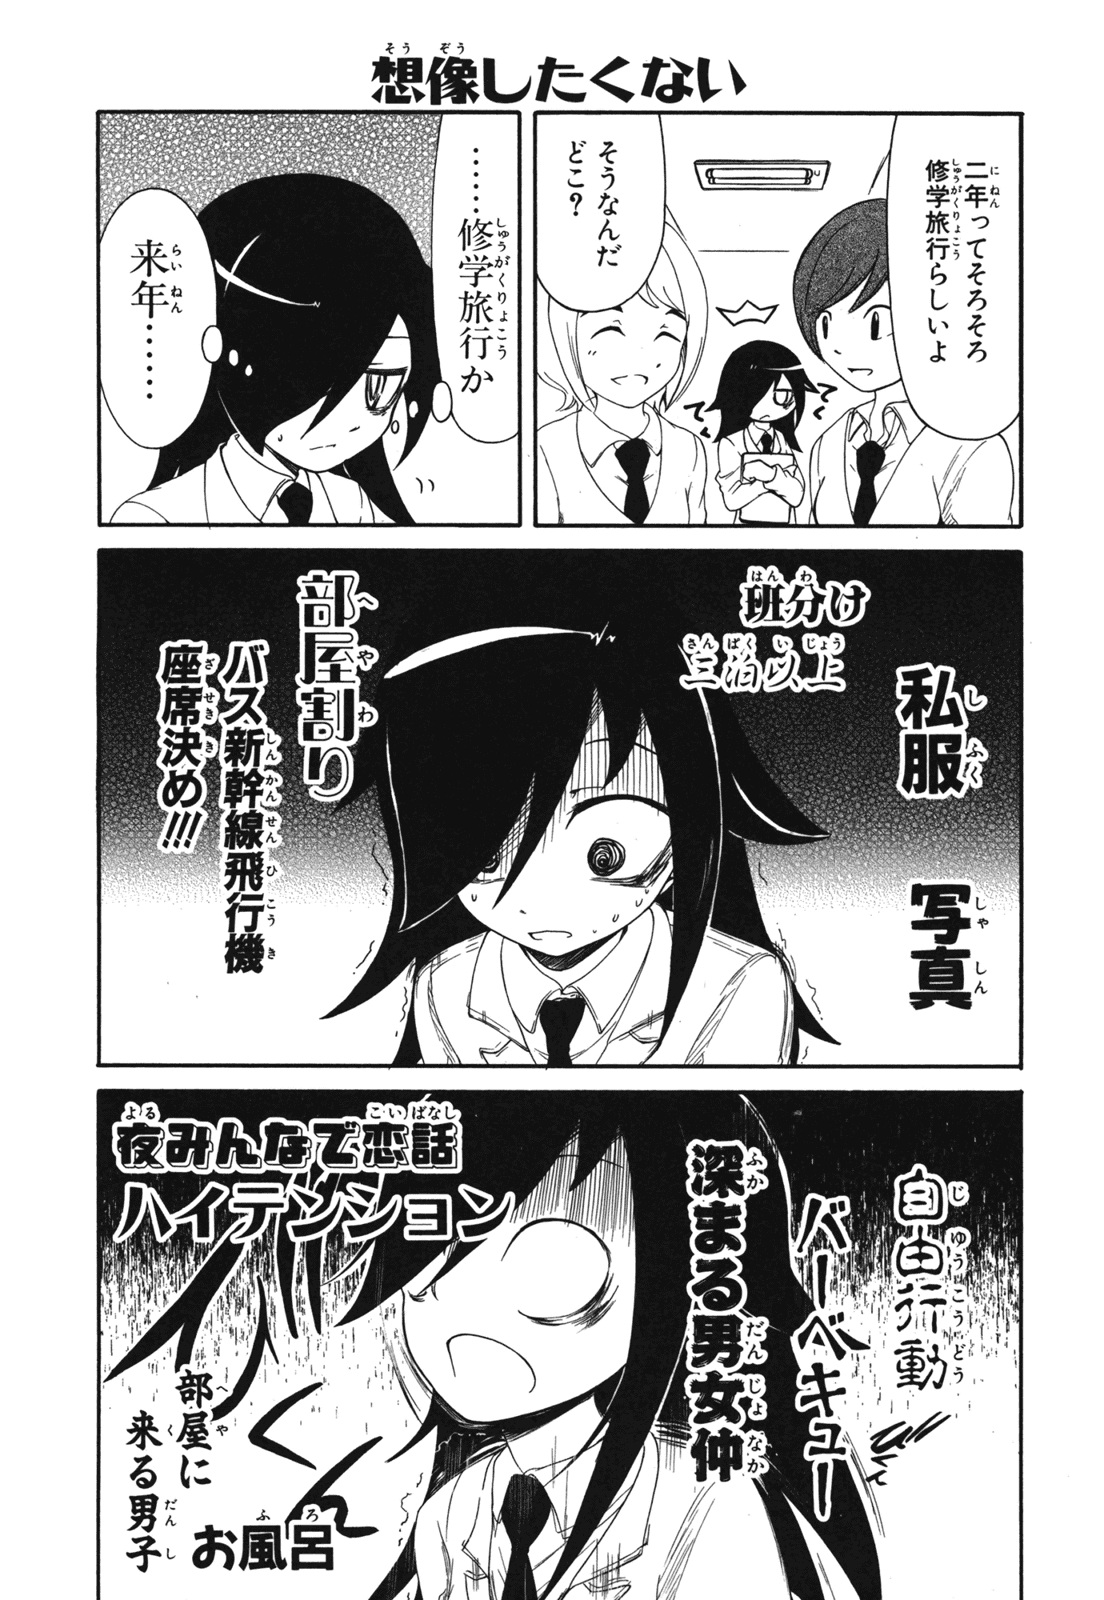 想像したくない
二年ってそろそろ
修学旅行らしいよ
そうなんだ
どこ?
……修学旅行か
来年………
班分け
三泊以上
私服
写真
部屋割り
バス新幹線飛行機
座席決め!!!
自由行動
バーベキュー
深まる男女仲
夜みんなで恋話
ハイテンション
部屋に
来る男子
お風呂